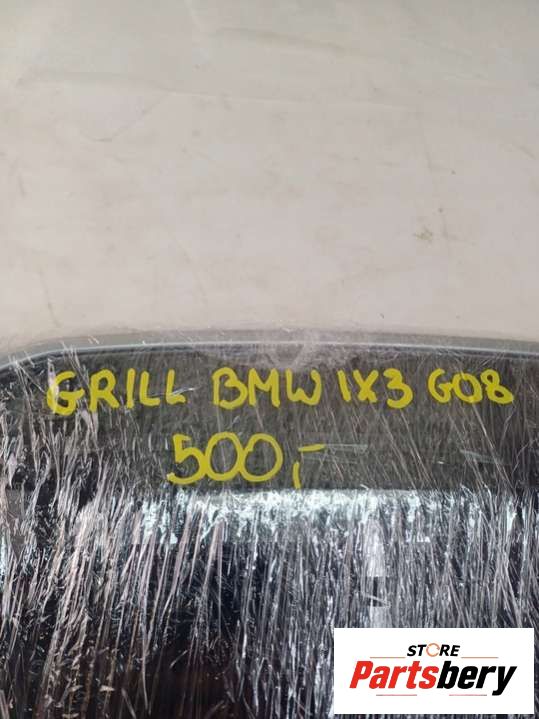 GRILL BMW IX3 G08
500,-
STORE
Partsbery